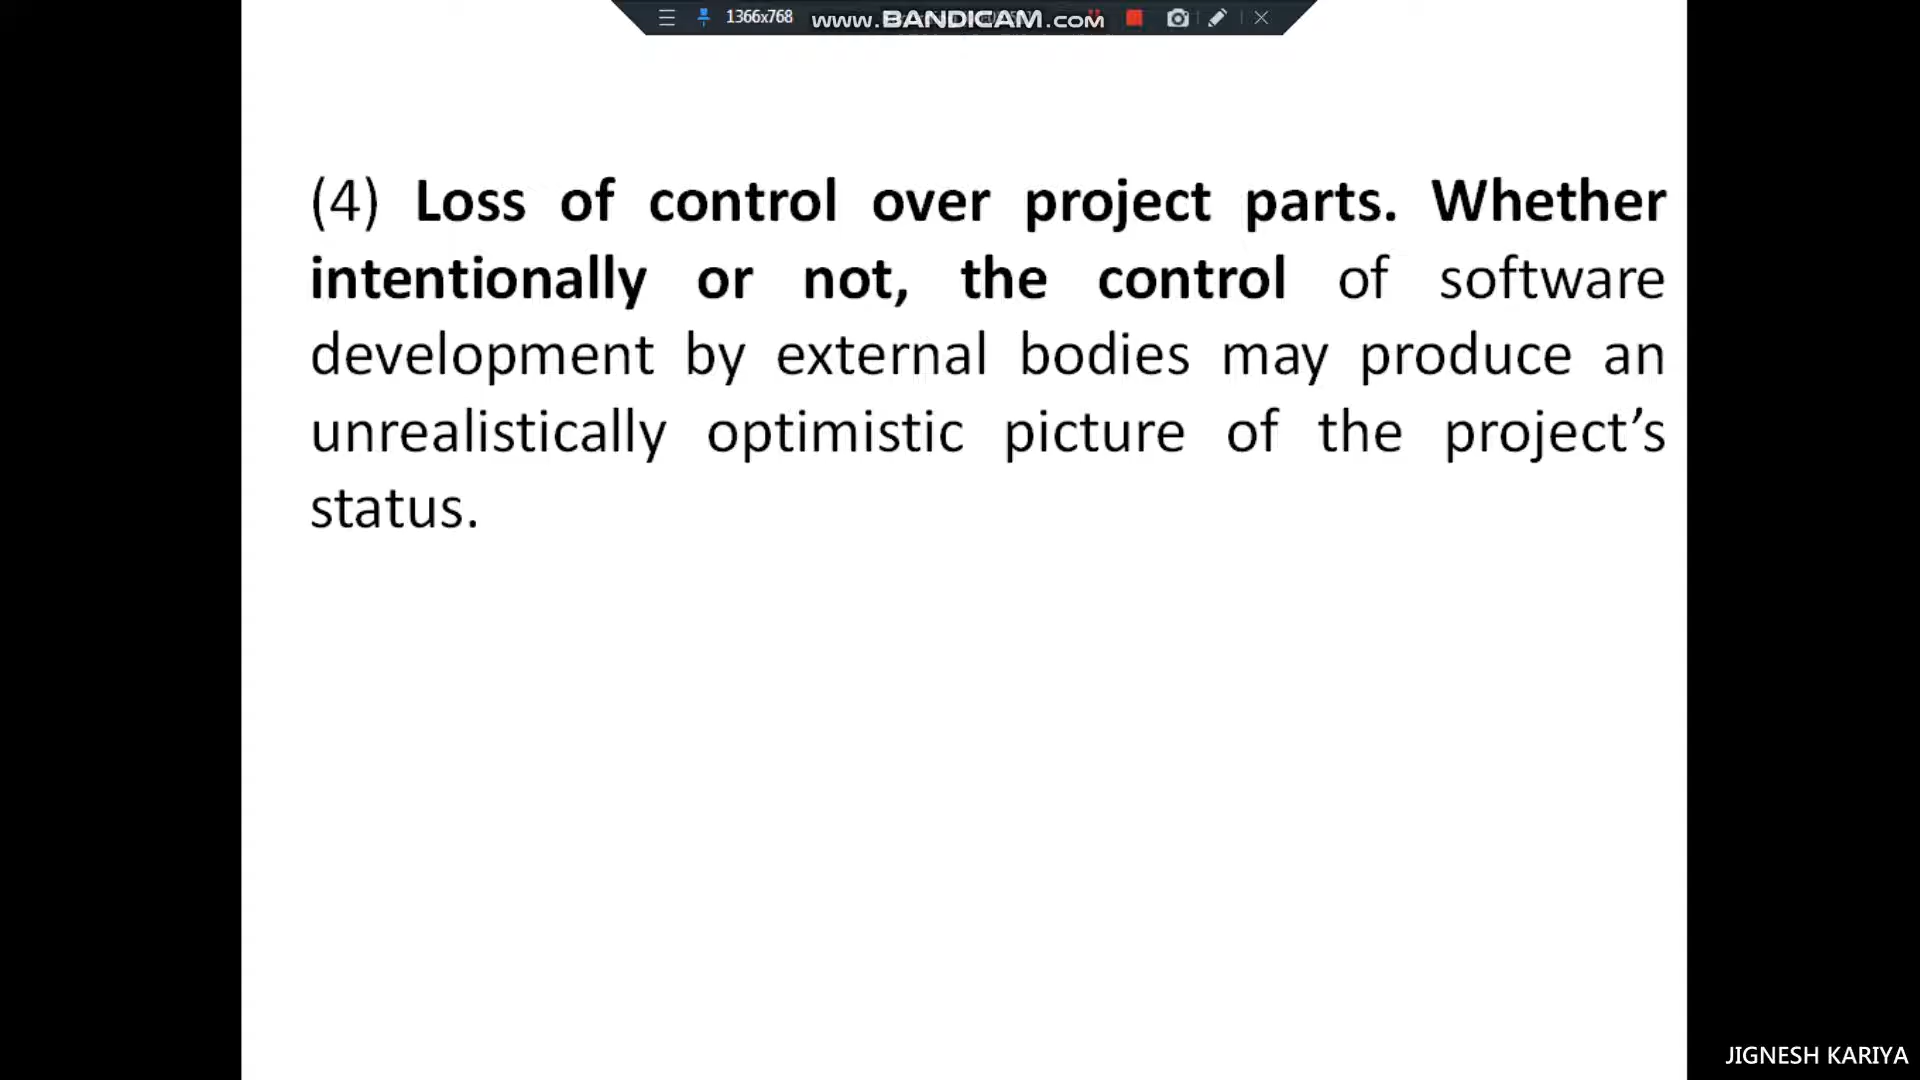 1366x768
www.BANDICAM.com
(4) Loss of control over project parts. Whether
intentionally or not, the control of software
development by external bodies may produce an
unrealistically optimistic picture of the project’s
status.
JIGNESH KARIYA